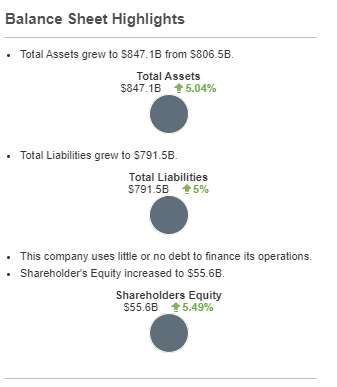 Balance Sheet Highlights
• Total Assets grew to $847.1B from $806.5B.
Total Assets
$847.1B 5.04%
• Total Liabilities grew to $791.5B.
Total Liabilities
$791.5B 5%
• This company uses little or no debt to finance its operations.
• Shareholder's Equity increased to $55.6B.
Shareholders Equity
$55.6B 5.49%